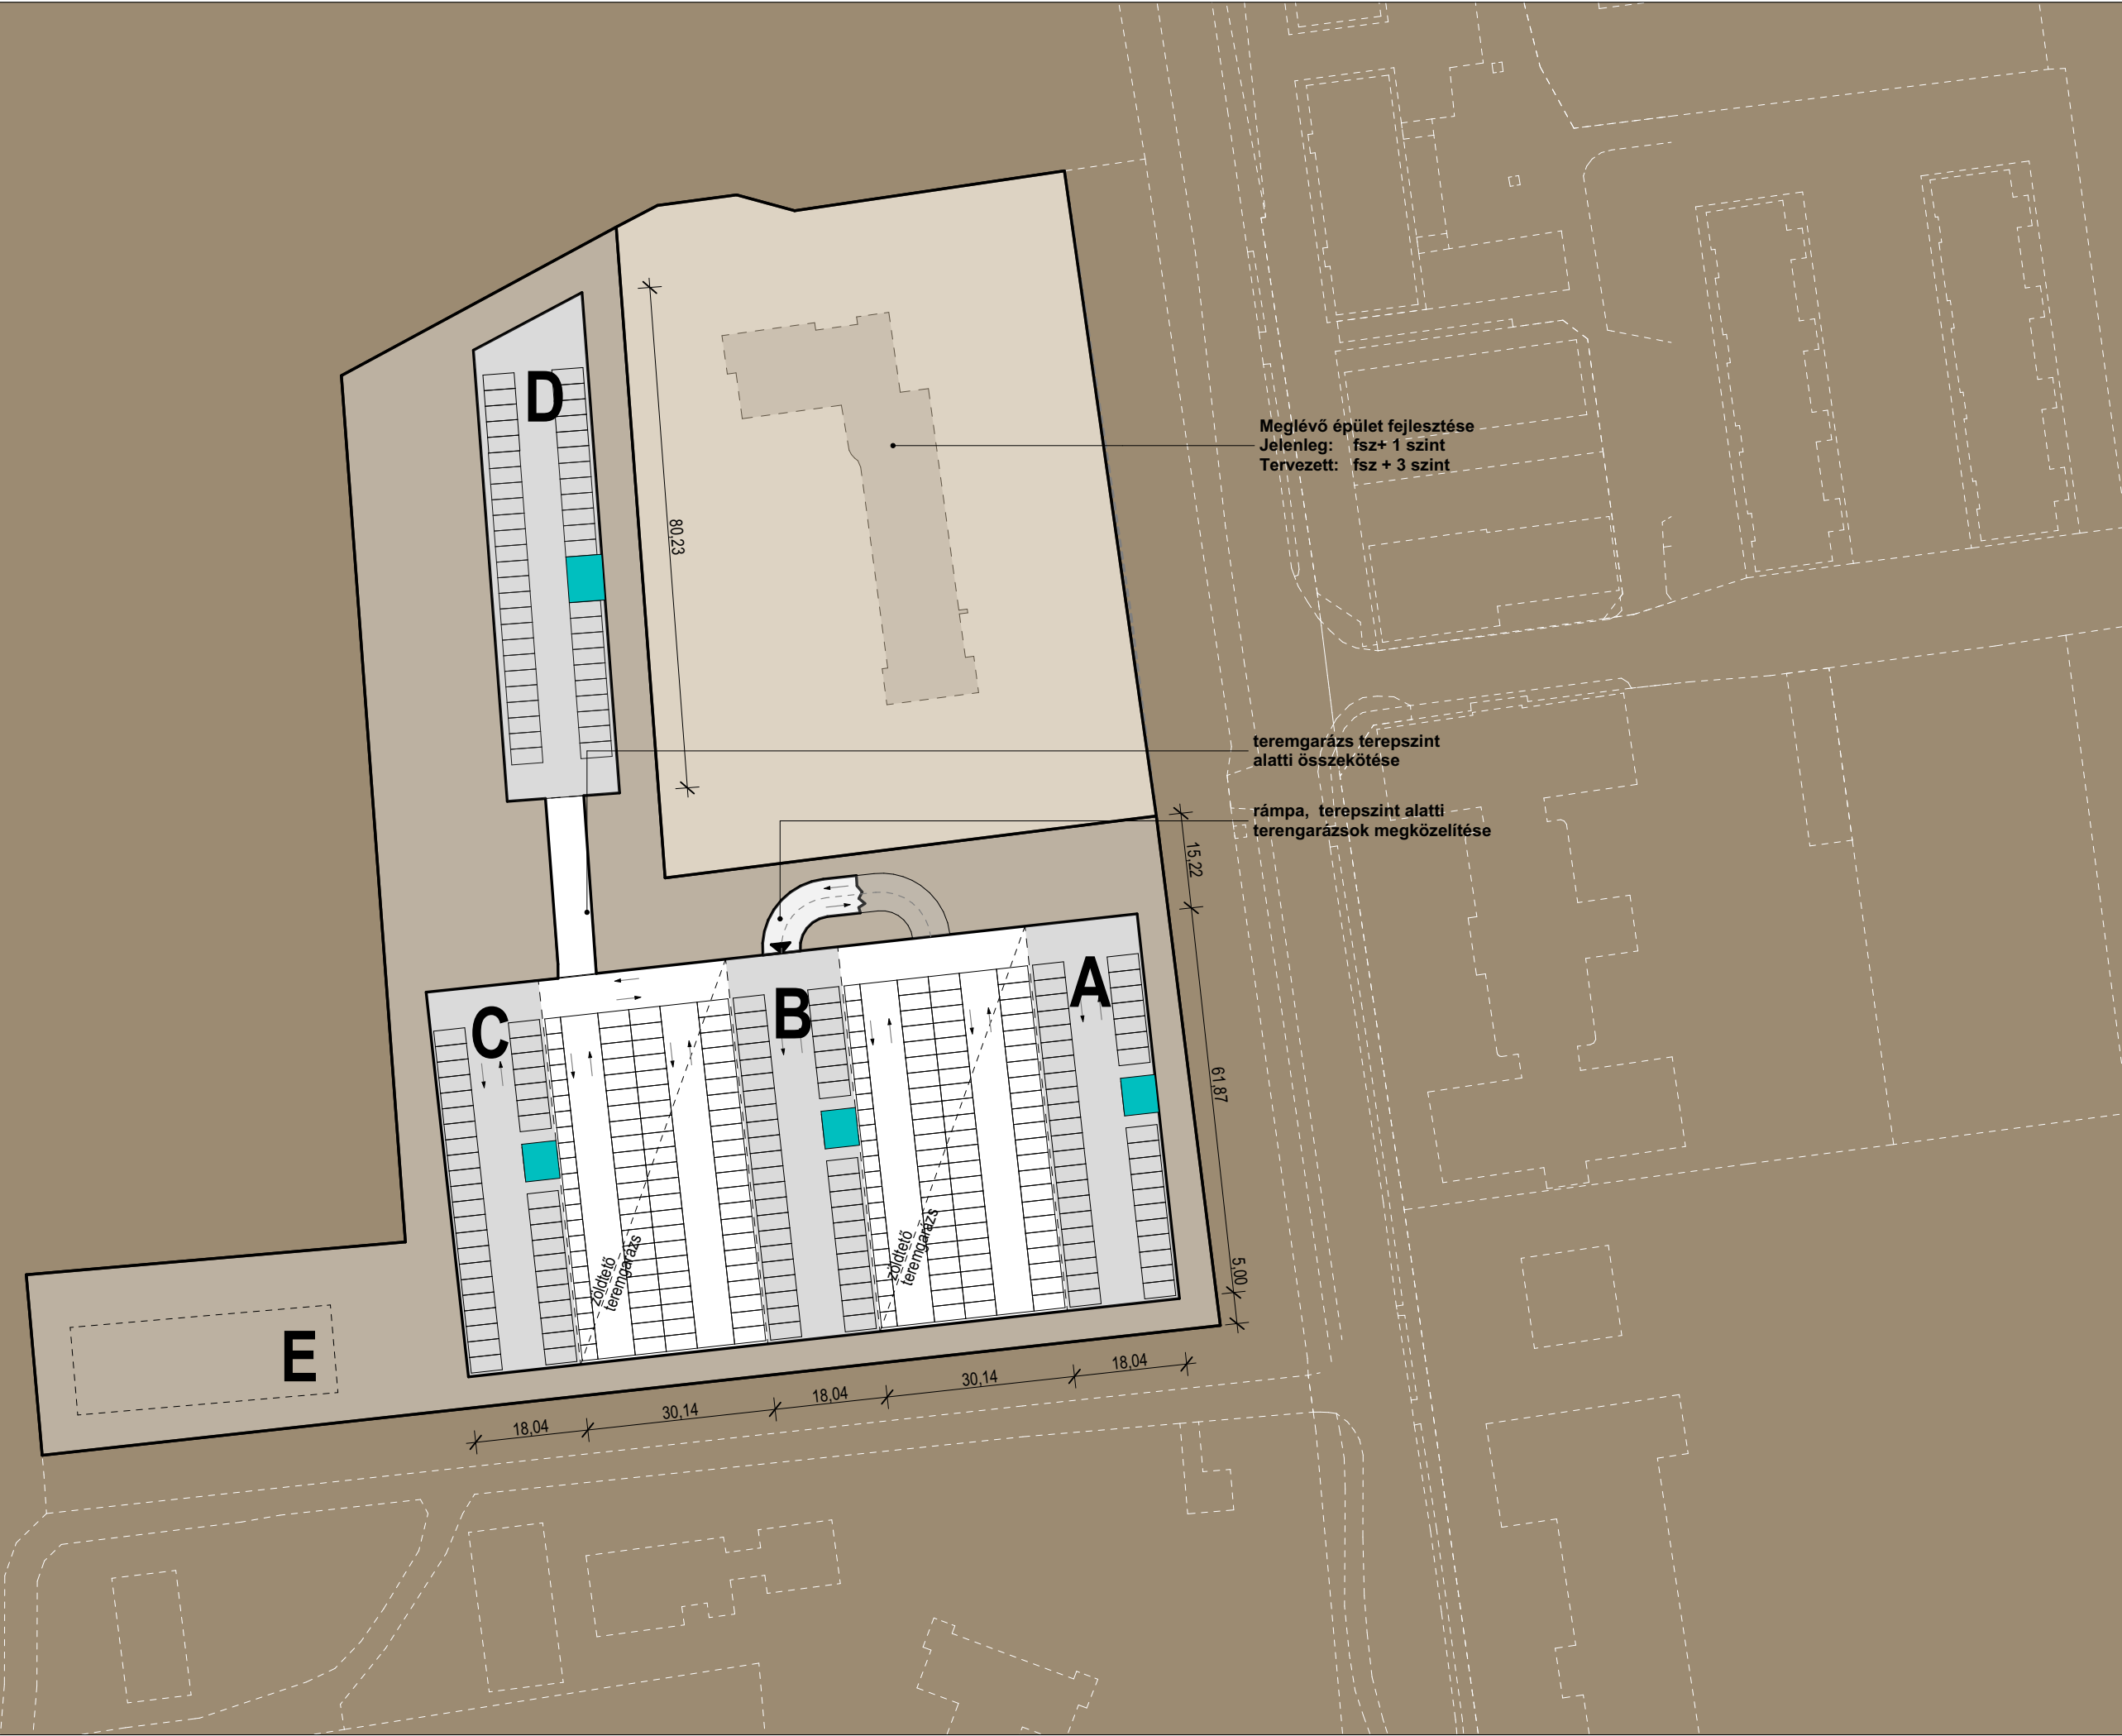 D
Meglévő épület fejlesztése
Jelenleg: fsz+ 1 szint
Tervezett: fsz + 3 szint
80,23
teremgarázs terepszint
alatti összekötése
rámpa, terepszint alatti
terengarázsok megközelítése
15,22
A
B
C
61,87
zöldtető
teremgarázs
zöldtető
teremgarázs
5,00
E
18,04
30,14
18,04
30,14
18,04